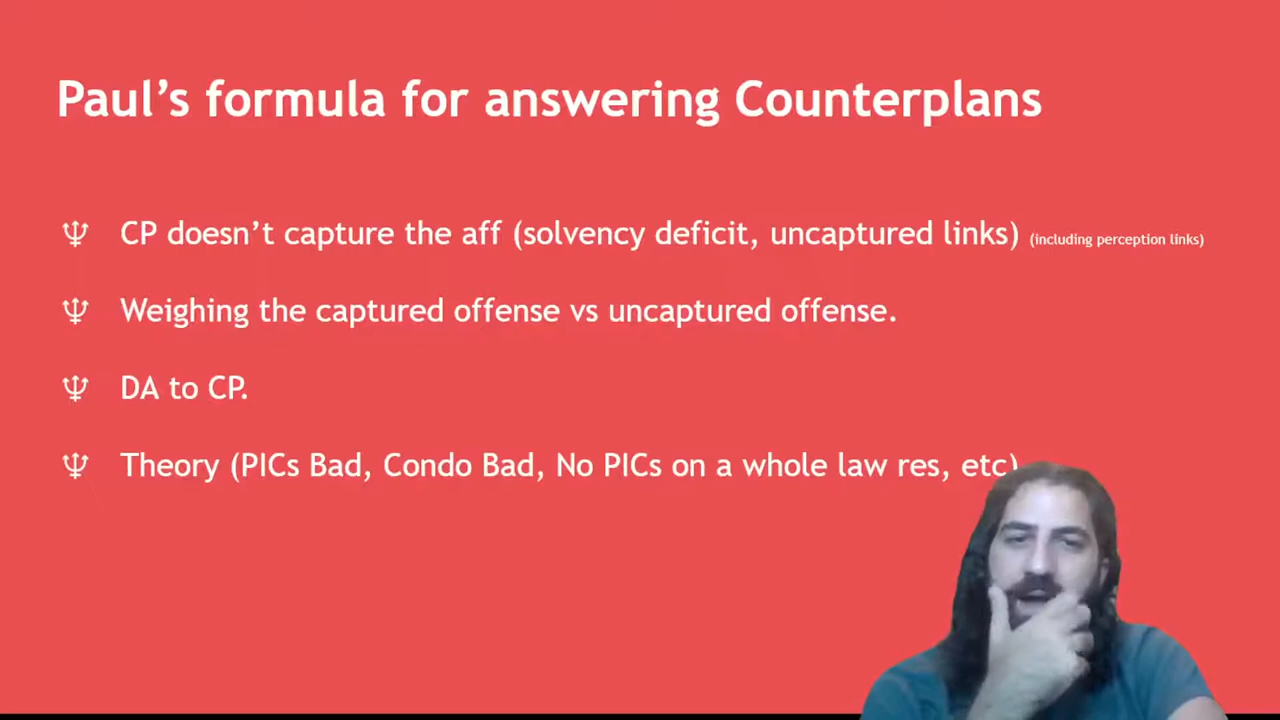 Paul’s formula for answering Counterplans
CP doesn’t capture the aff (solvency deficit, uncaptured links) (including perception links)
Weighing the captured offense vs uncaptured offense.
DA to CP.
Theory (PICs Bad, Condo Bad, No PICs on a whole law res, etc)